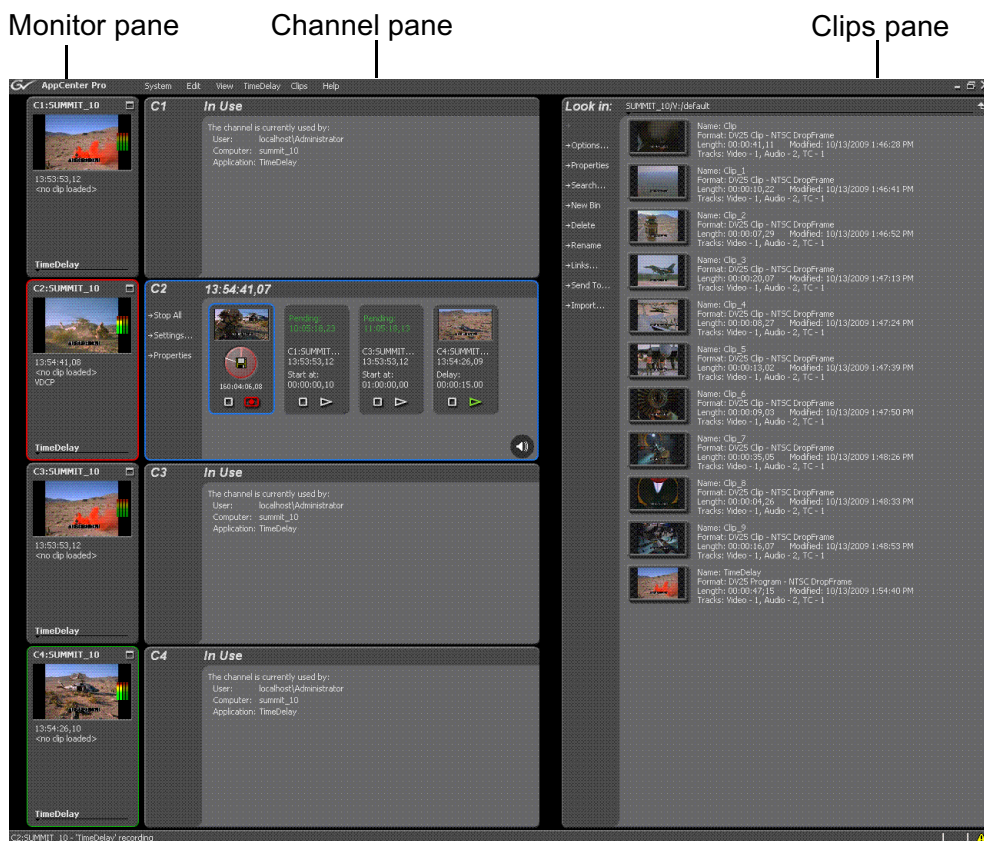 Monitor pane
Channel pane
Clips pane
GV AppCenter Pro System Edit View TimeDelay Clips Help
C1:SUMMIT_10
13:53:53,12
<no clip loaded>
TimeDelay
C1 In Use
The channel is currently used by:
User: localhost\Administrator
Computer: summit_10
Application: TimeDelay
C2:SUMMIT_10
13:54:41,08
<no clip loaded>
VDCP
TimeDelay
C2 13:54:41,07
Stop All
Settings...
Properties
160:04:06,08
Pending:
10:05:18,23
C1:SUMMIT...
13:53:53,12
Start at:
00:00:00,10
Pending:
11:05:18,13
C3:SUMMIT...
13:53:53,12
Start at:
01:00:00,00
C4:SUMMIT...
13:54:26,09
Delay:
00:00:15.00
C3:SUMMIT_10
13:53:53,12
<no clip loaded>
TimeDelay
C3 In Use
The channel is currently used by:
User: localhost\Administrator
Computer: summit_10
Application: TimeDelay
C4:SUMMIT_10
13:54:26,10
<no clip loaded>
TimeDelay
C4 In Use
The channel is currently used by:
User: localhost\Administrator
Computer: summit_10
Application: TimeDelay
Look in: SUMMIT_10/V:/default
Options...
Properties
Search...
New Bin
Delete
Rename
Links...
Send To...
Import...
Name: Clip
Format: DV25 Clip - NTSC DropFrame
Length: 00:00:41,11 Modified: 10/13/2009 1:46:28 PM
Tracks: Video - 1, Audio - 2, TC - 1
Name: Clip_1
Format: DV25 Clip - NTSC DropFrame
Length: 00:00:10,22 Modified: 10/13/2009 1:46:41 PM
Tracks: Video - 1, Audio - 2, TC - 1
Name: Clip_2
Format: DV25 Clip - NTSC DropFrame
Length: 00:00:07,29 Modified: 10/13/2009 1:46:52 PM
Tracks: Video - 1, Audio - 2, TC - 1
Name: Clip_3
Format: DV25 Clip - NTSC DropFrame
Length: 00:00:20,07 Modified: 10/13/2009 1:47:13 PM
Tracks: Video - 1, Audio - 2, TC - 1
Name: Clip_4
Format: DV25 Clip - NTSC DropFrame
Length: 00:00:08,27 Modified: 10/13/2009 1:47:24 PM
Tracks: Video - 1, Audio - 2, TC - 1
Name: Clip_5
Format: DV25 Clip - NTSC DropFrame
Length: 00:00:13,02 Modified: 10/13/2009 1:47:39 PM
Tracks: Video - 1, Audio - 2, TC - 1
Name: Clip_6
Format: DV25 Clip - NTSC DropFrame
Length: 00:00:09,03 Modified: 10/13/2009 1:47:50 PM
Tracks: Video - 1, Audio - 2, TC - 1
Name: Clip_7
Format: DV25 Clip - NTSC DropFrame
Length: 00:00:35,05 Modified: 10/13/2009 1:48:26 PM
Tracks: Video - 1, Audio - 2, TC - 1
Name: Clip_8
Format: DV25 Clip - NTSC DropFrame
Length: 00:00:04,26 Modified: 10/13/2009 1:48:33 PM
Tracks: Video - 1, Audio - 2, TC - 1
Name: Clip_9
Format: DV25 Clip - NTSC DropFrame
Length: 00:00:16,07 Modified: 10/13/2009 1:48:53 PM
Tracks: Video - 1, Audio - 2, TC - 1
Name: TimeDelay
Format: DV25 Program - NTSC DropFrame
Length: 00:00:47;15 Modified: 10/13/2009 1:54:40 PM
Tracks: Video - 1, Audio - 2, TC - 1
C2:SUMMIT_10 - 'TimeDelay' recording